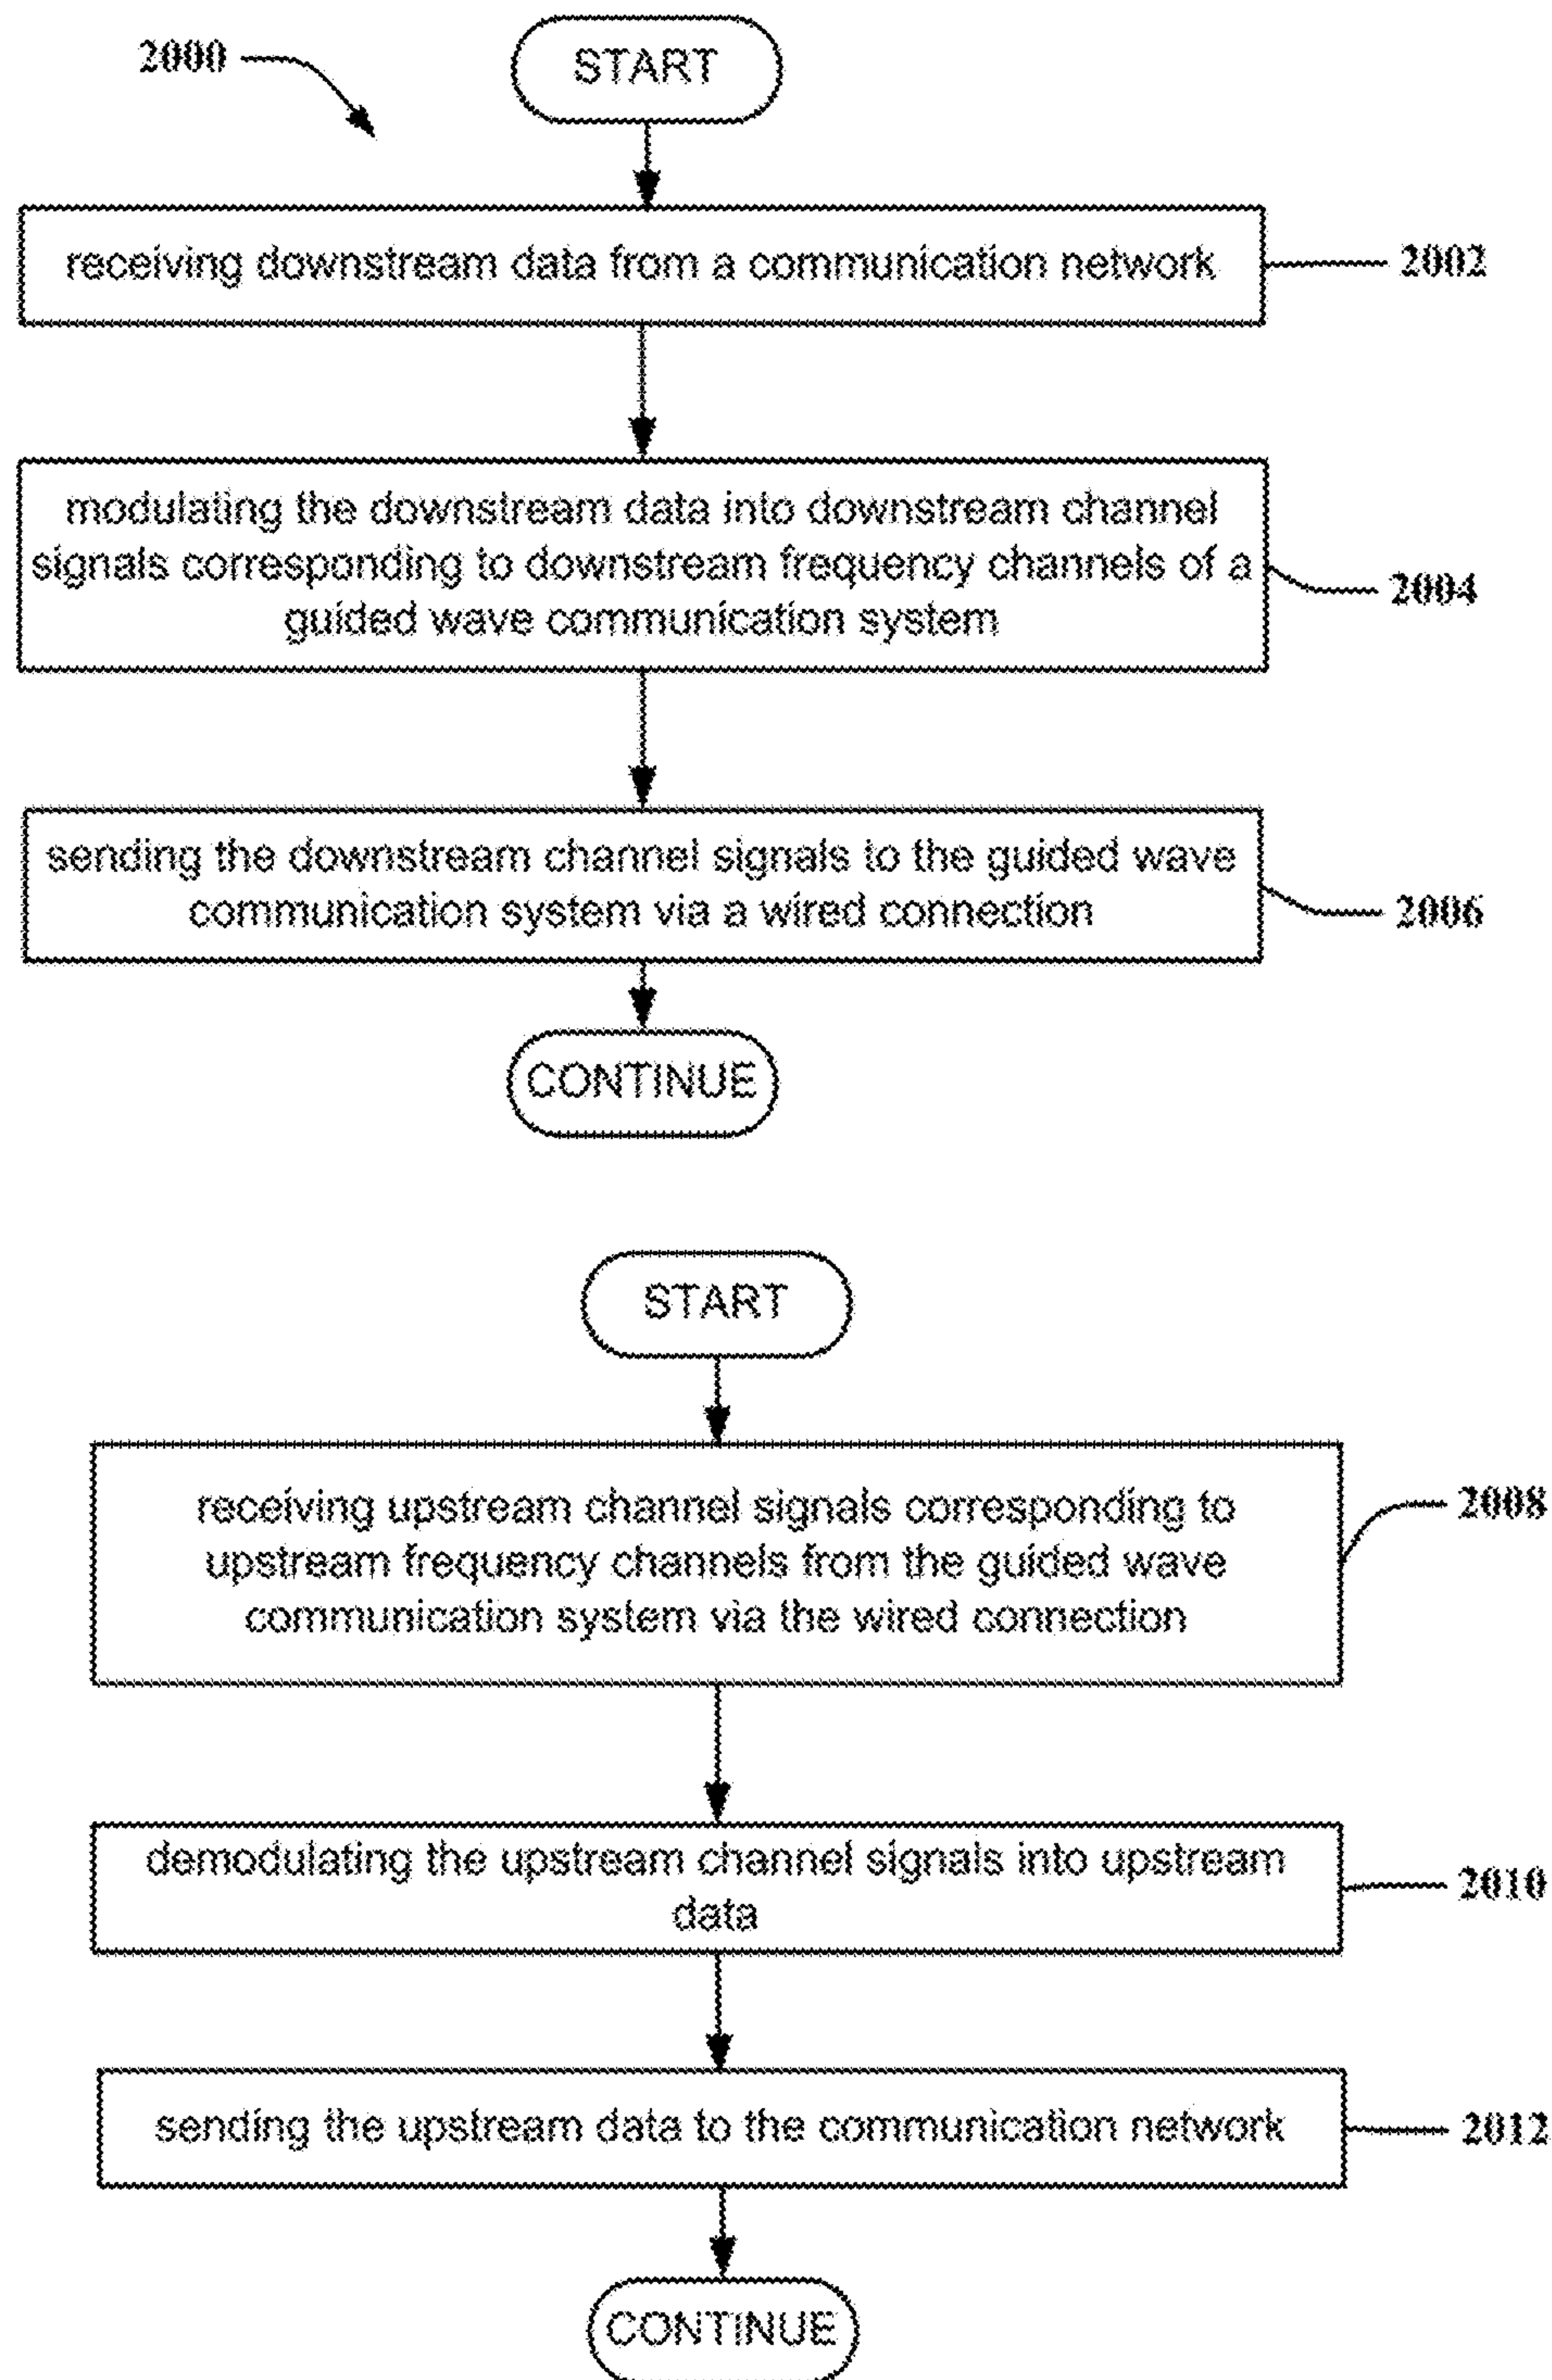 2000
START
receiving downstream data from a communication network
2002
modulating the downstream data into downstream channel
signals corresponding to downstream frequency channels of a
guided wave communication system
2004
sending the downstream channel signals to the guided wave
communication system via a wired connection
2006
CONTINUE
START
receiving upstream channel signals corresponding to
upstream frequency channels from the guided wave
communication system via the wired connection
2008
demodulating the upstream channel signals into upstream
data
2010
sending the upstream data to the communication network
2012
CONTINUE